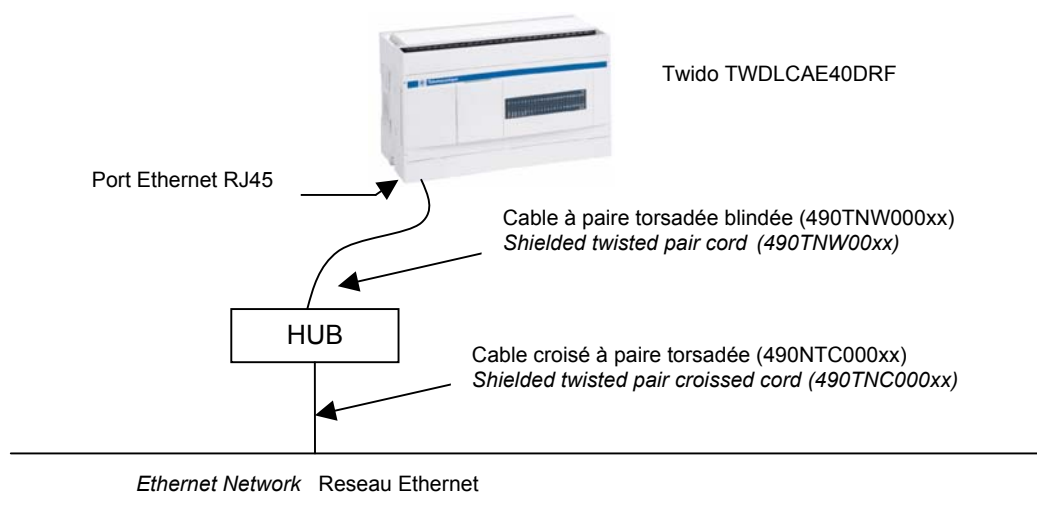 Twido TWDLCAE40DRF
Port Ethernet RJ45
Cable à paire torsadée blindée (490TNW000xx)
Shielded twisted pair cord (490TNW00xx)
HUB
Cable croisé à paire torsadée (490NTC000xx)
Shielded twisted pair croissed cord (490TNC000xx)
Ethernet Network Reseau Ethernet